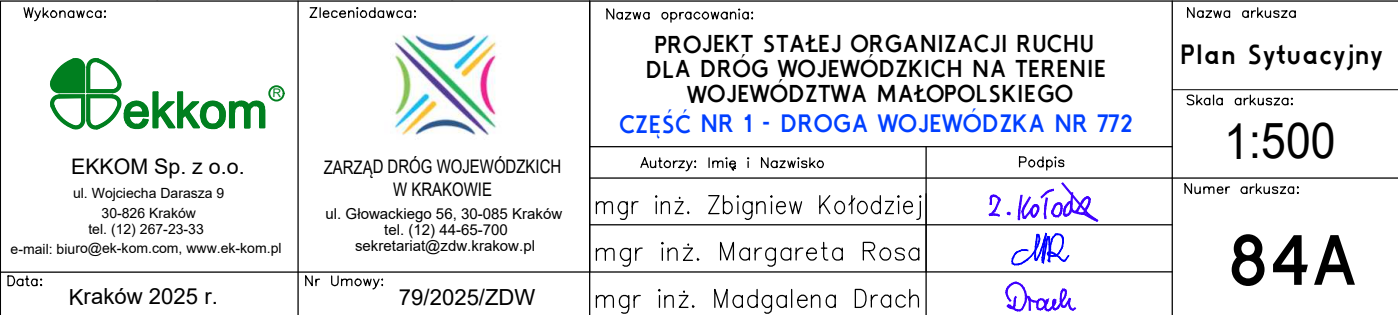 Wykonawca:
ekkom®
EKKOM Sp. z o.o.
ul. Wojciecha Darasza 9
30-826 Kraków
tel. (12) 267-23-33
e-mail: biuro@ek-kom.com, www.ek-kom.pl
Data:
Kraków 2025 r.
Zleceniodawca:
ZARZĄD DRÓG WOJEWÓDZKICH
W KRAKOWIE
ul. Głowackiego 56, 30-085 Kraków
tel. (12) 44-65-700
sekretariat@zdw.krakow.pl
Nr Umowy:
79/2025/ZDW
Nazwa opracowania:
PROJEKT STAŁEJ ORGANIZACJI RUCHU
DLA DRÓG WOJEWÓDZKICH NA TERENIE
WOJEWÓDZTWA MAŁOPOLSKIEGO
CZĘŚĆ NR 1 - DROGA WOJEWÓDZKA NR 772
Autorzy: Imię i Nazwisko
Podpis
mgr inż. Zbigniew Kołodziej
Z. Kołodz
mgr inż. Margareta Rosa
MR
mgr inż. Madgalena Drach
Drach
Nazwa arkusza
Plan Sytuacyjny
Skala arkusza:
1:500
Numer arkusza:
84A